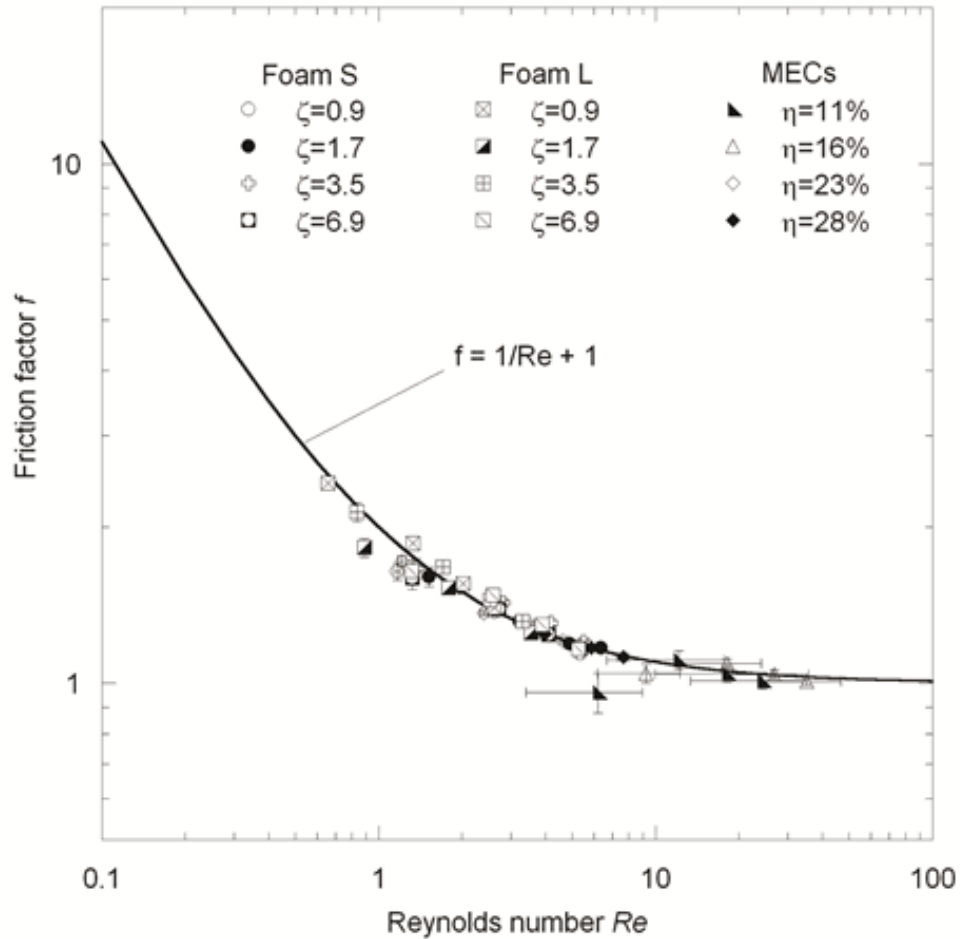 Foam S Foam L MECs
ζ=0.9 ζ=0.9 η=11%
ζ=1.7 ζ=1.7 η=16%
ζ=3.5 ζ=3.5 η=23%
ζ=6.9 ζ=6.9 η=28%
10
f = 1/Re + 1
Friction factor f
1
0.1 1 10 100
Reynolds number Re